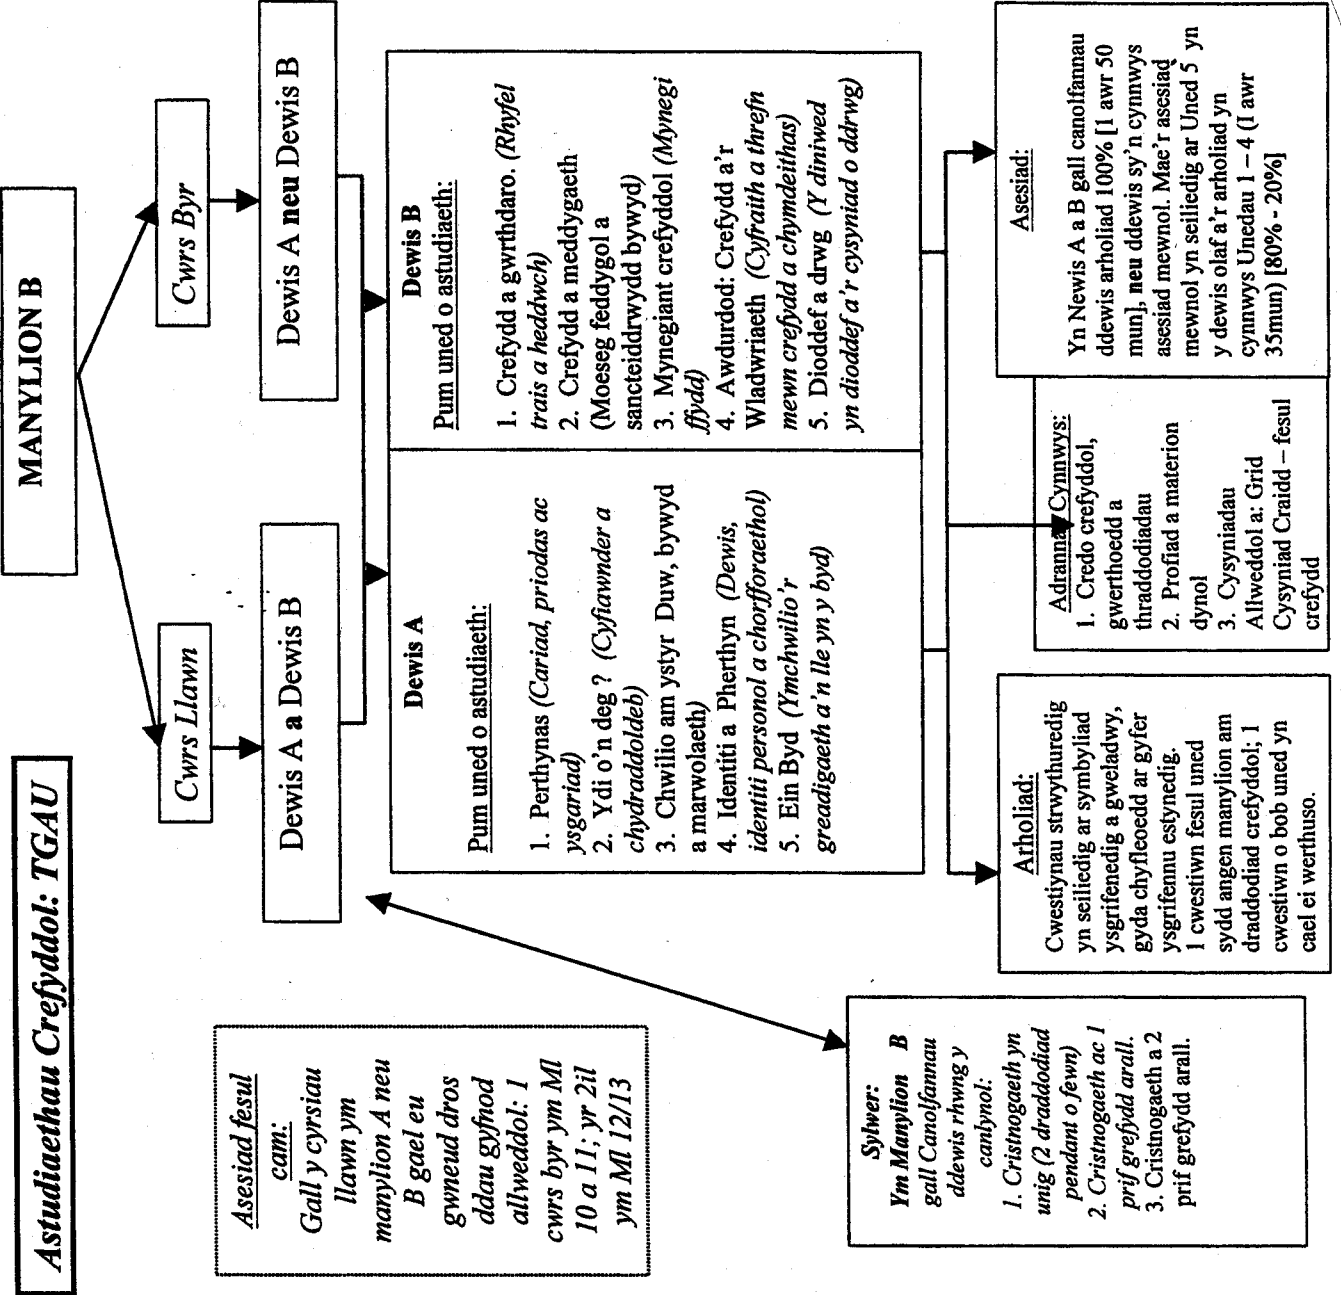 Astudiaethau Crefyddol: TGAU
MANYLION B
Cwrs Llawn
Cwrs Byr
Dewis A a Dewis B
Dewis A neu Dewis B
Asesiad fesul
cam:
Gall y cyrsiau
llawn ym
manylion A neu
B gael eu
gwneud dros
ddau gyfnod
allweddol: 1
cwrs byr ym Ml
10 a 11; yr 2il
ym Ml 12/13
Dewis A
Pum uned o astudiaeth:
1. Perthynas (Cariad, priodas ac
ysgariad)
2. Ydi o'n deg ? (Cyfiawnder a
chydraddoldeb)
3. Chwilio am ystyr Duw, bywyd
a marwolaeth)
4. Identiti a Pherthyn (Dewis,
identiti personol a chorfforaethol)
5. Ein Byd (Ymchwilio'r
greadigaeth a'n lle yn y byd)
Dewis B
Pum uned o astudiaeth:
1. Crefydd a gwrthdaro. (Rhyfel
trais a heddwch)
2. Crefydd a meddygaeth
(Moeseg feddygol a
sancteiddrwydd bywyd)
3. Mynegiant crefyddol (Mynegi
ffydd)
4. Awdurdod: Crefydd a'r
Wladwriaeth (Cyfraith a threfn
mewn crefydd a chymdeithas)
5. Dioddef a drwg (Y diniwed
yn dioddef a'r cysyniad o ddrwg)
Sylwer:
Ym Manylion B
gall Canolfannau
ddewis rhwng y
canlynol:
1. Cristnogaeth yn
unig (2 draddodiad
pendant o fewn)
2. Cristnogaeth ac 1
prif grefydd arall.
3. Cristnogaeth a 2
prif grefydd arall.
Arholiad:
Cwestiynau strwythuredig
yn seiliedig ar symbyliad
ysgrifenedig a gweladwy,
gyda chyfleoedd ar gyfer
ysgrifennu estynedig.
1 cwestiwn fesul uned
sydd angen manylion am
draddodiad crefyddol; 1
cwestiwn o bob uned yn
cael ei werthuso.
Adrannau Cynnwys:
1. Credo crefyddol,
gwerthoedd a
thraddodiadau
2. Profiad a materion
dynol
3. Cysyniadau
Allweddol a: Grid
Cysyniad Craidd – fesul
crefydd
Asesiad:
Yn Newis A a B gall canolfannau
ddewis arholiad 100% [1 awr 50
mun], neu ddewis sy'n cynnwys
asesiad mewnol. Mae'r asesiad
mewnol yn seiliedig ar Uned 5 yn
y dewis olaf a'r arholiad yn
cynnwys Unedau 1 – 4 (1 awr
35mun) [80% - 20%]